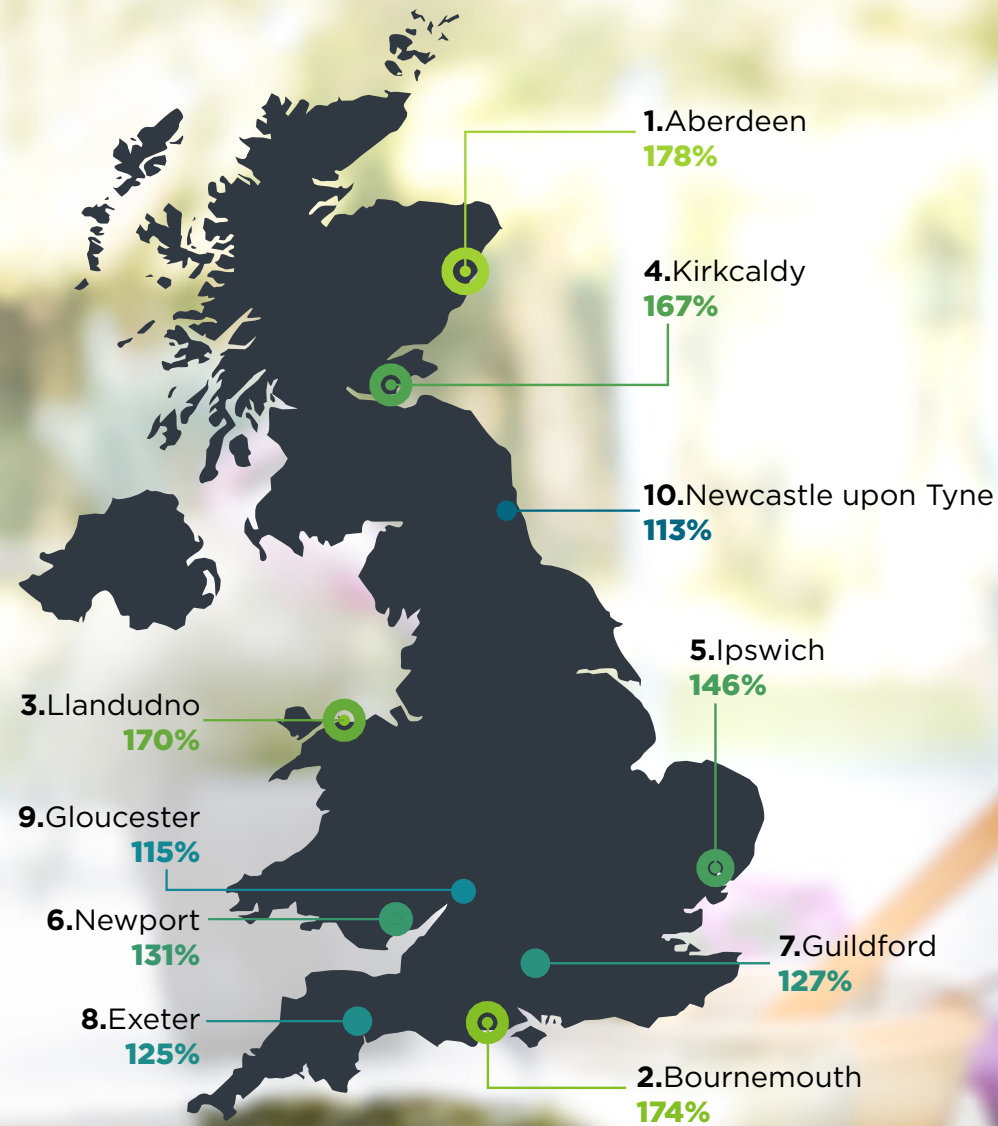 1.Aberdeen
178%
4.Kirkcaldy
167%
10.Newcastle upon Tyne
113%
5.Ipswich
146%
3.Llandudno
170%
9.Gloucester
115%
6.Newport
131%
7.Guildford
127%
8.Exeter
125%
2.Bournemouth
174%